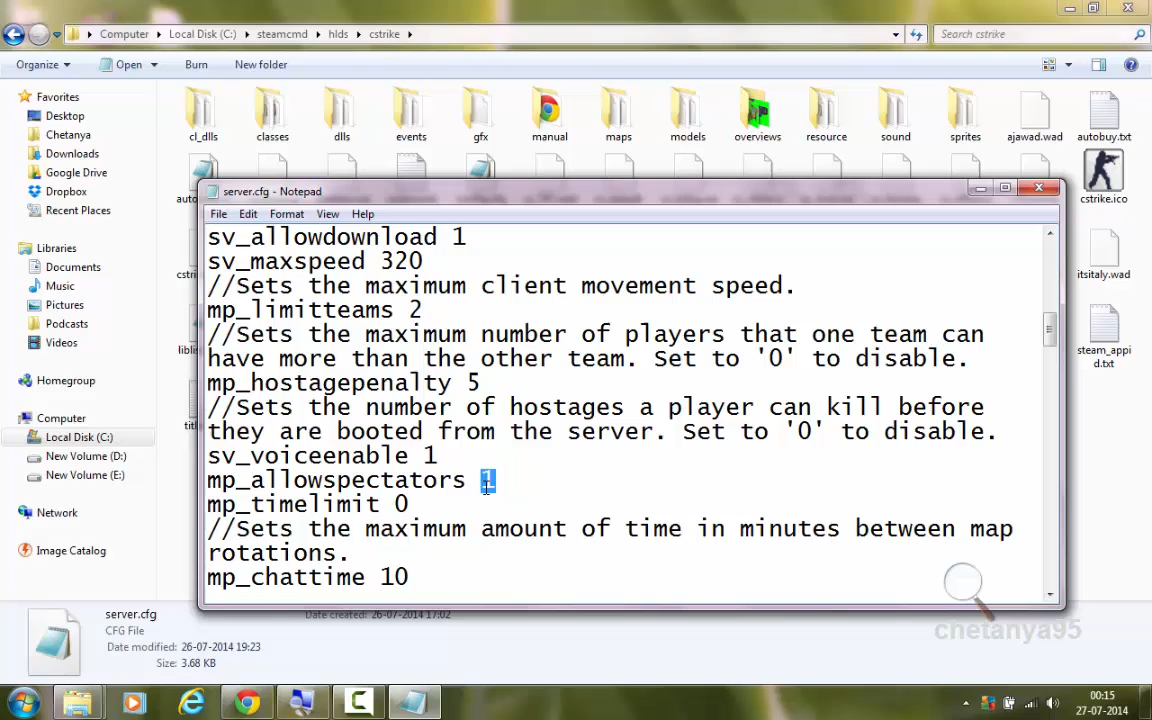 Computer
Local Disk (C:)
steamcmd
hlds
cstrike
Search cstrike
Organize
Open
Burn
New folder
Favorites
Desktop
Chetanya
Downloads
Google Drive
Dropbox
Recent Places
Libraries
Documents
Music
Pictures
Podcasts
Videos
Homegroup
Computer
Local Disk (C:)
New Volume (D:)
New Volume (E:)
Network
Image Catalog
cl_dlls
classes
dlls
events
gfx
manual
maps
models
overviews
resource
sound
sprites
ajawad.wad
autobuy.txt
cstrike.ico
itsitaly.wad
steam_appi
d.txt
server.cfg - Notepad
File
Edit
Format
View
Help
sv_allowdownload 1
sv_maxspeed 320
//Sets the maximum client movement speed.
mp_limitteams 2
//Sets the maximum number of players that one team can
have more than the other team. Set to '0' to disable.
mp_hostagepenalty 5
//Sets the number of hostages a player can kill before
they are booted from the server. Set to '0' to disable.
sv_voiceenable 1
mp_allowspectators 1
mp_timelimit 0
//Sets the maximum amount of time in minutes between map
rotations.
mp_chattime 10
chetanya95
server.cfg
CFG File
Date modified: 26-07-2014 19:23
Size: 3.68 KB
Date created: 26-07-2014 17:02
00:15
27-07-2014